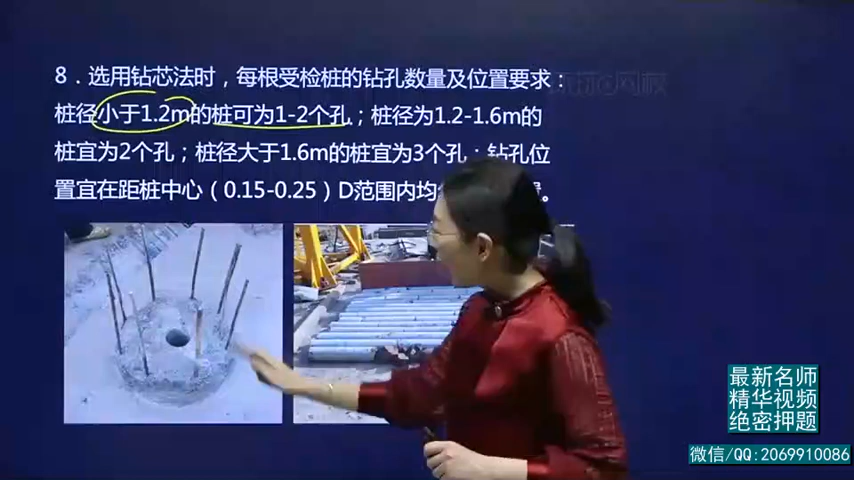 8．选用钻芯法时，每根受检桩的钻孔数量及位置要求：
桩径小于1.2m的桩可为1-2个孔；桩径为1.2-1.6m的
桩宜为2个孔；桩径大于1.6m的桩宜为3个孔；钻孔位
置宜在距桩中心（0.15-0.25）D范围内均
。
最新名师
精华视频
绝密押题
微信/QQ:2069910086